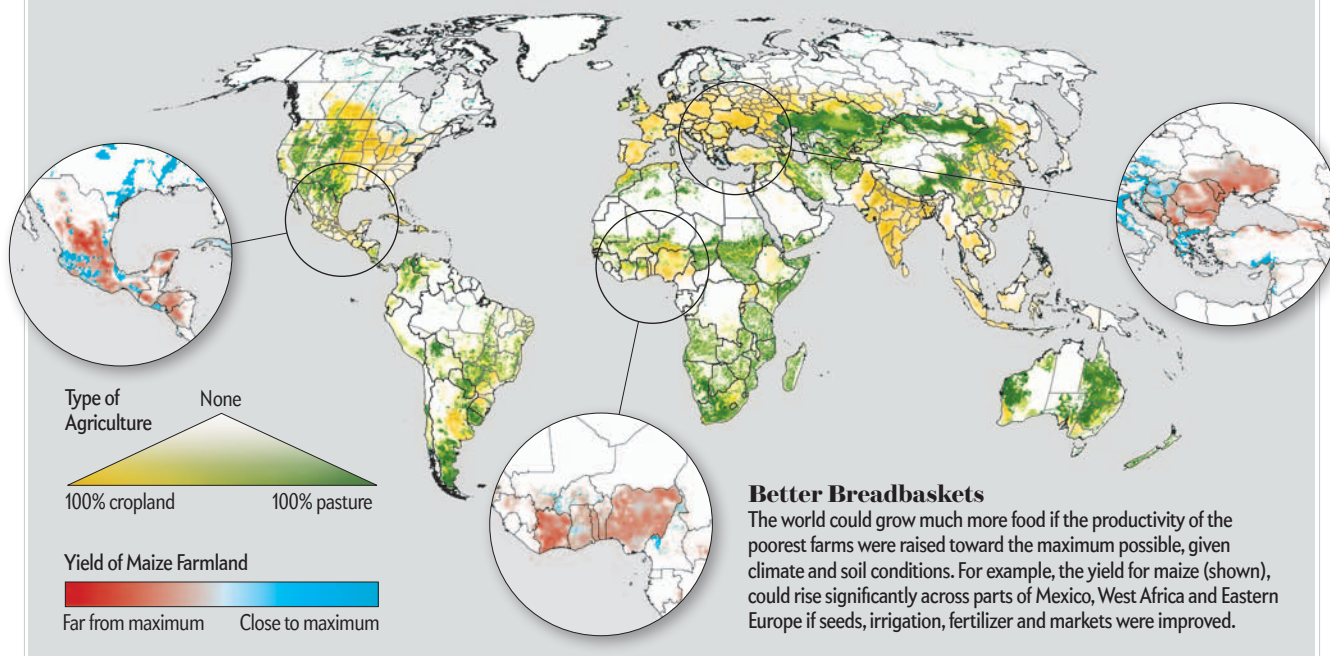 Type of
Agriculture
None
100% cropland
100% pasture
Yield of Maize Farmland
Far from maximum
Close to maximum
Better Breadbaskets
The world could grow much more food if the productivity of the
poorest farms were raised toward the maximum possible, given
climate and soil conditions. For example, the yield for maize (shown),
could rise significantly across parts of Mexico, West Africa and Eastern
Europe if seeds, irrigation, fertilizer and markets were improved.